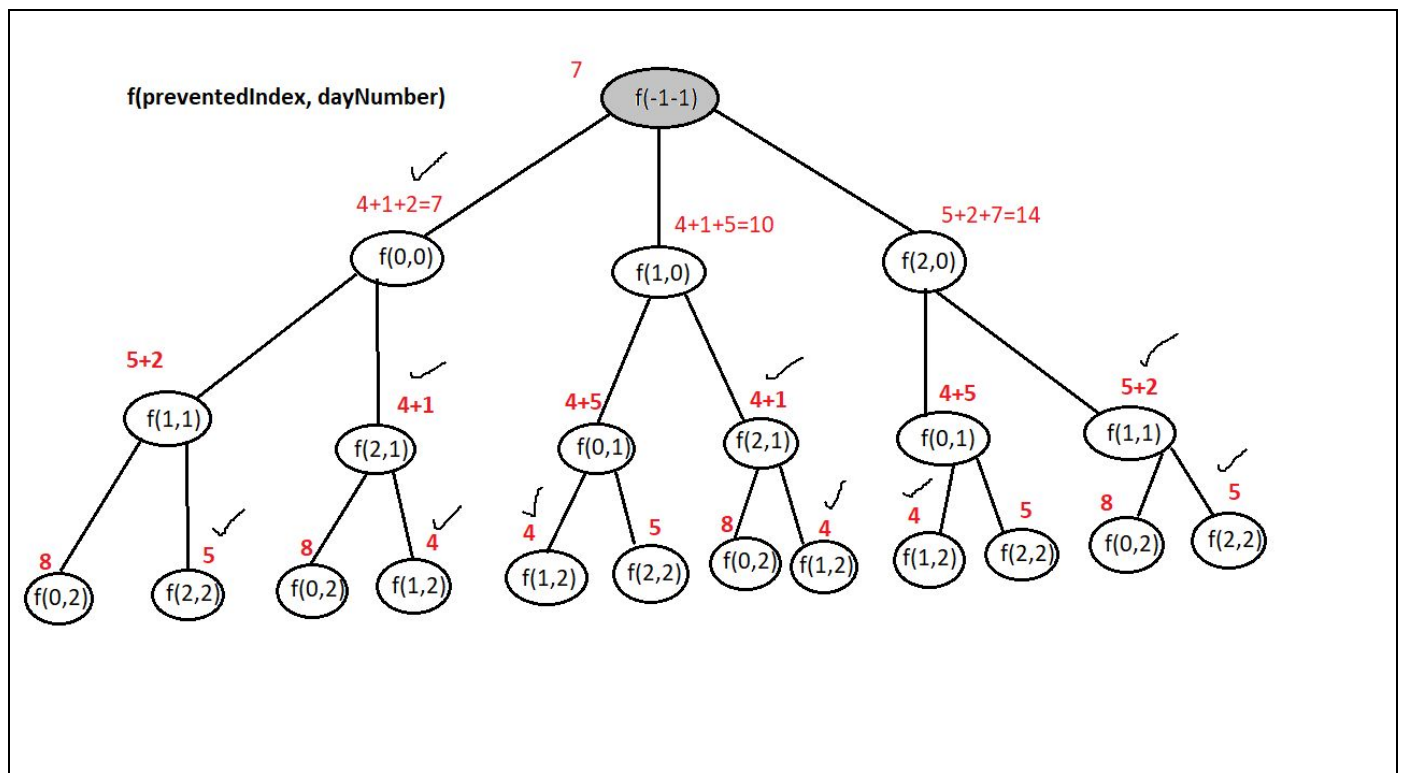 7
f(-1-1)
f(preventedIndex, dayNumber)
4+1+2=7
4+1+5=10
5+2+7=14
f(0,0)
f(1,0)
f(2,0)
5+2
4+1
4+5
4+1
4+5
5+2
f(1,1)
f(2,1)
f(0,1)
f(2,1)
f(0,1)
f(1,1)
8
5
8
4
4
5
8
4
4
5
8
5
f(0,2)
f(2,2)
f(0,2)
f(1,2)
f(1,2)
f(2,2)
f(0,2)
f(1,2)
f(1,2)
f(2,2)
f(0,2)
f(2,2)